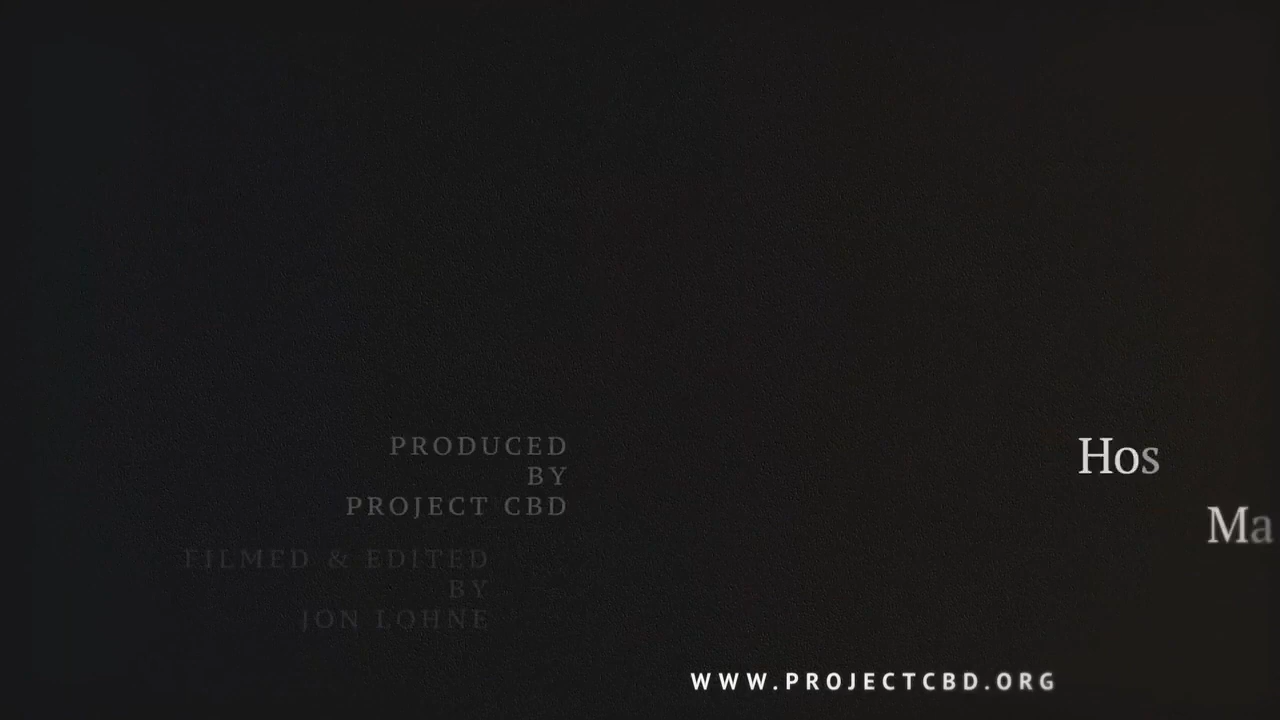 PRODUCED
BY
PROJECT CBD
FILMED & EDITED
BY
JON LOHNE
Hos
Ma
WWW.PROJECTCBD.ORG